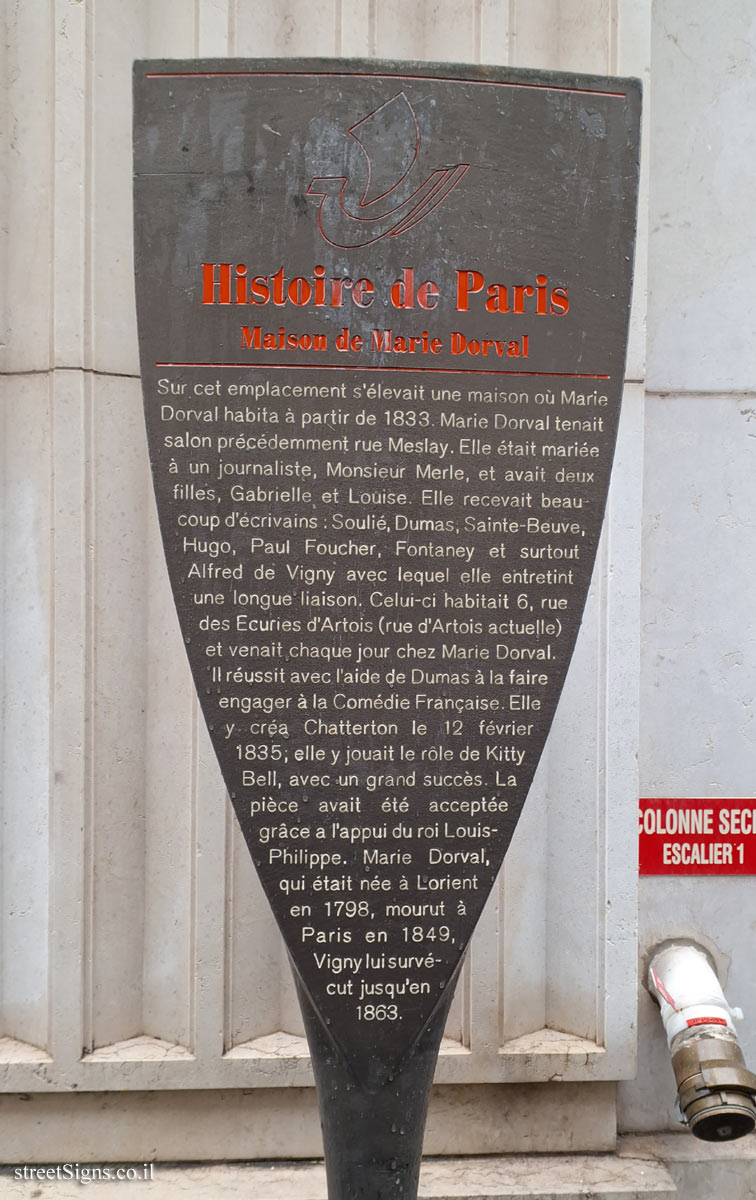 Histoire de Paris
Maison de Marie Dorval
Sur cet emplacement s'élevait une maison où Marie
Dorval habita à partir de 1833. Marie Dorval tenait
salon précédemment rue Meslay. Elle était mariée
à un journaliste, Monsieur Merle, et avait deux
filles, Gabrielle et Louise. Elle recevait beau-
coup d'écrivains : Soulié, Dumas, Sainte-Beuve,
Hugo, Paul Foucher, Fontaney et surtout
Alfred de Vigny avec lequel elle entretint
une longue liaison. Celui-ci habitait 6, rue
des Ecuries d'Artois (rue d'Artois actuelle)
et venait chaque jour chez Marie Dorval.
Il réussit avec l'aide de Dumas à la faire
engager à la Comédie Française. Elle
y créa Chatterton le 12 février
1835; elle y jouait le rôle de Kitty
Bell, avec un grand succès. La
pièce avait été acceptée
grâce a l'appui du roi Louis-
Philippe. Marie Dorval,
qui était née à Lorient
en 1798, mourut à
Paris en 1849,
Vigny lui survé-
cut jusqu'en
1863.
COLONNE SEC
ESCALIER 1
streetSigns.co.il